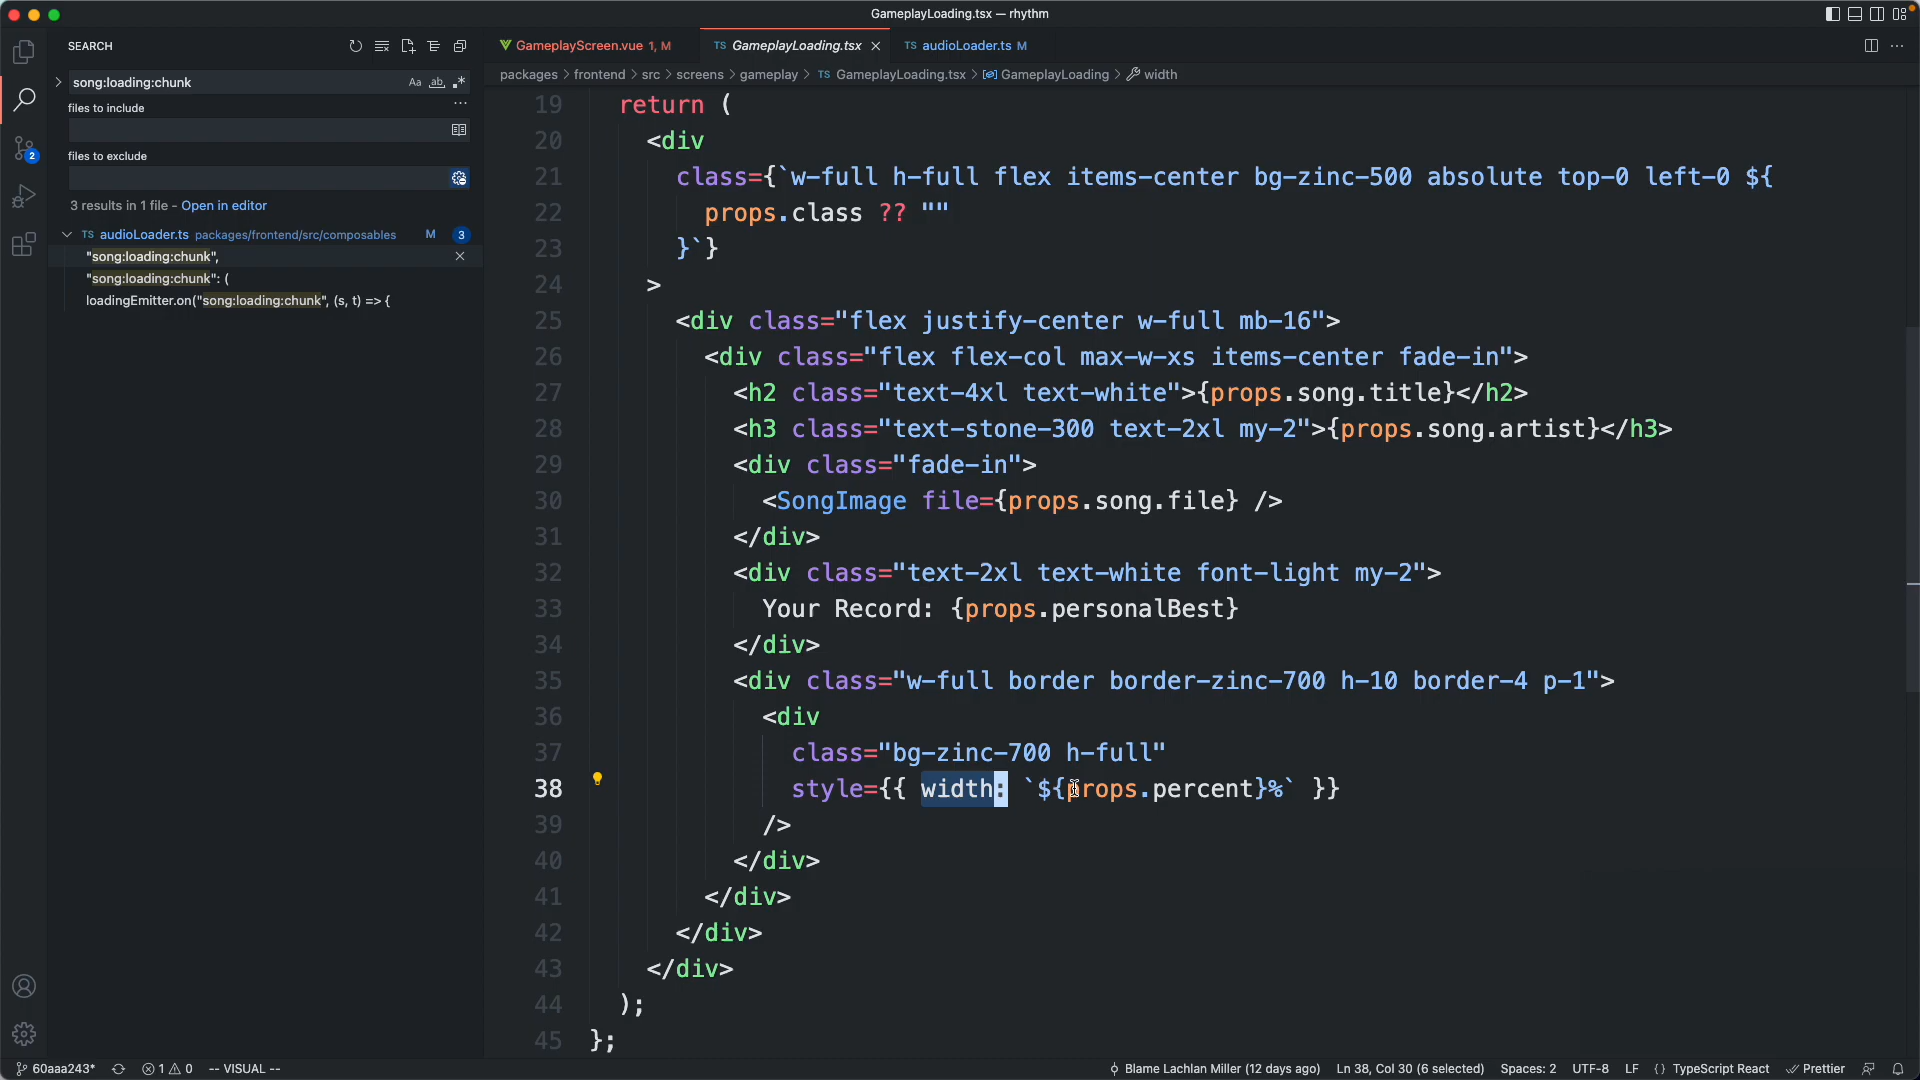 GameplayLoading.tsx — rhythm
SEARCH
song:loading:chunk
Aa ab .*
files to include
files to exclude
3 results in 1 file - Open in editor
TS audioLoader.ts packages/frontend/src/composables M 3
"song:loading:chunk",
"song:loading:chunk": (
loadingEmitter.on("song:loading:chunk", (s, t) => {
GameplayScreen.vue 1, M
TS GameplayLoading.tsx
TS audioLoader.ts M
packages > frontend > src > screens > gameplay > TS GameplayLoading.tsx > GameplayLoading > width
19 return (
20 <div
21 class={`w-full h-full flex items-center bg-zinc-500 absolute top-0 left-0 ${
22 props.class ?? ""
23 }`}
24 >
25 <div class="flex justify-center w-full mb-16">
26 <div class="flex flex-col max-w-xs items-center fade-in">
27 <h2 class="text-4xl text-white">{props.song.title}</h2>
28 <h3 class="text-stone-300 text-2xl my-2">{props.song.artist}</h3>
29 <div class="fade-in">
30 <SongImage file={props.song.file} />
31 </div>
32 <div class="text-2xl text-white font-light my-2">
33 Your Record: {props.personalBest}
34 </div>
35 <div class="w-full border border-zinc-700 h-10 border-4 p-1">
36 <div
37 class="bg-zinc-700 h-full"
38 style={{ width: `${props.percent}%` }}
39 />
40 </div>
41 </div>
42 </div>
43 </div>
44 );
45 };
2
60aaa243* 1 0 -- VISUAL --
Blame Lachlan Miller (12 days ago) Ln 38, Col 30 (6 selected) Spaces: 2 UTF-8 LF {} TypeScript React Prettier